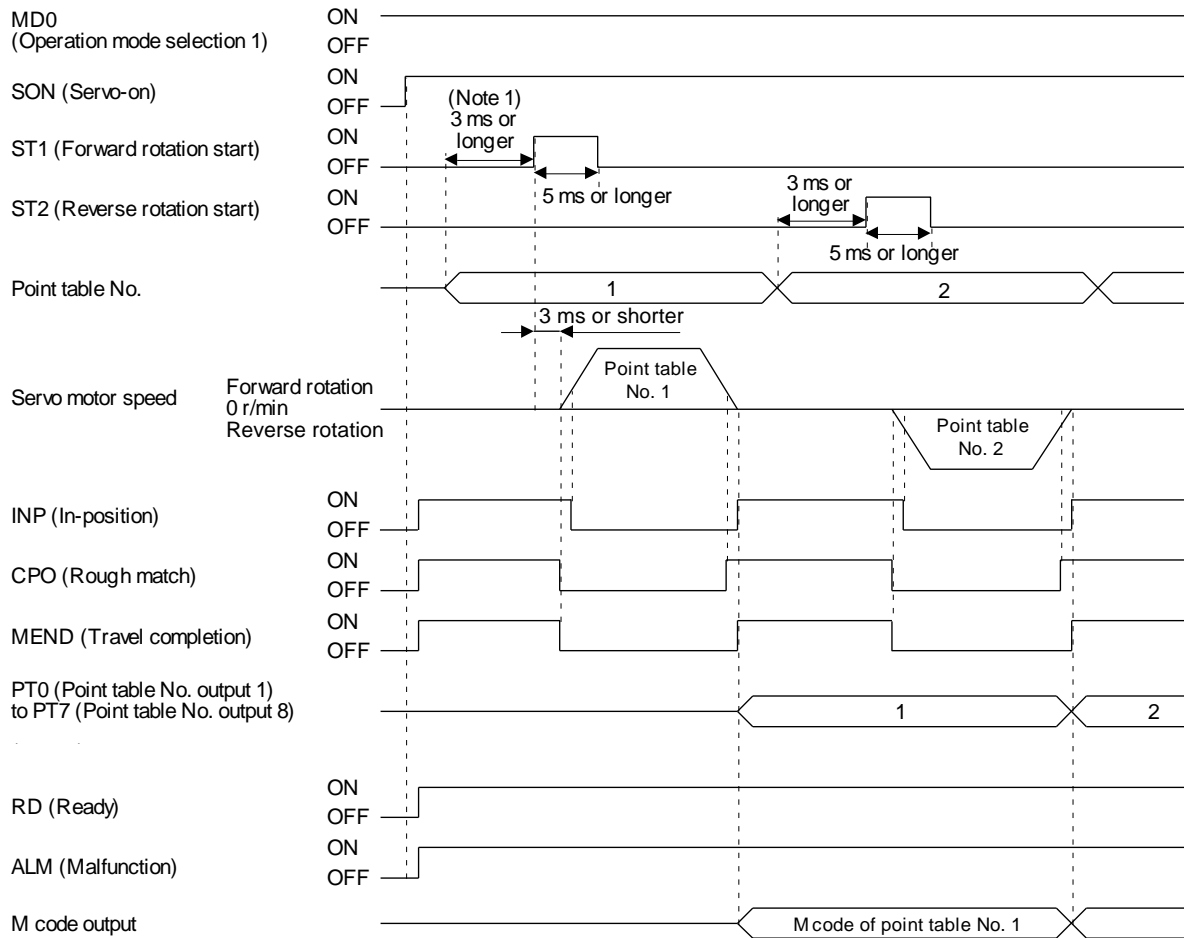 MD0
(Operation mode selection 1)
ON
OFF
SON (Servo-on)
ON
OFF
ST1 (Forward rotation start)
ON
OFF
(Note 1)
3 ms or
longer
5 ms or longer
ST2 (Reverse rotation start)
ON
OFF
3 ms or
longer
5 ms or longer
Point table No.
1
2
3 ms or shorter
Servo motor speed
Forward rotation
0 r/min
Reverse rotation
Point table
No. 1
Point table
No. 2
INP (In-position)
ON
OFF
CPO (Rough match)
ON
OFF
MEND (Travel completion)
ON
OFF
PT0 (Point table No. output 1)
to PT7 (Point table No. output 8)
1
2
RD (Ready)
ON
OFF
ALM (Malfunction)
ON
OFF
M code output
M code of point table No. 1